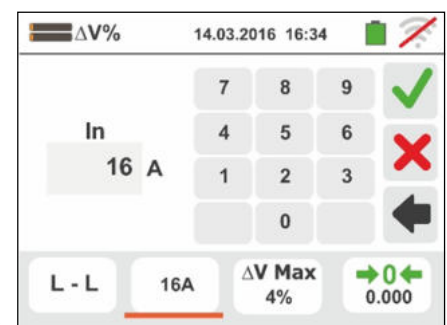 ΔV% 14.03.2016 16:34
7 8 9
In 4 5 6
16 A 1 2 3
0
L - L 16A ΔV Max 4% 0 0.000